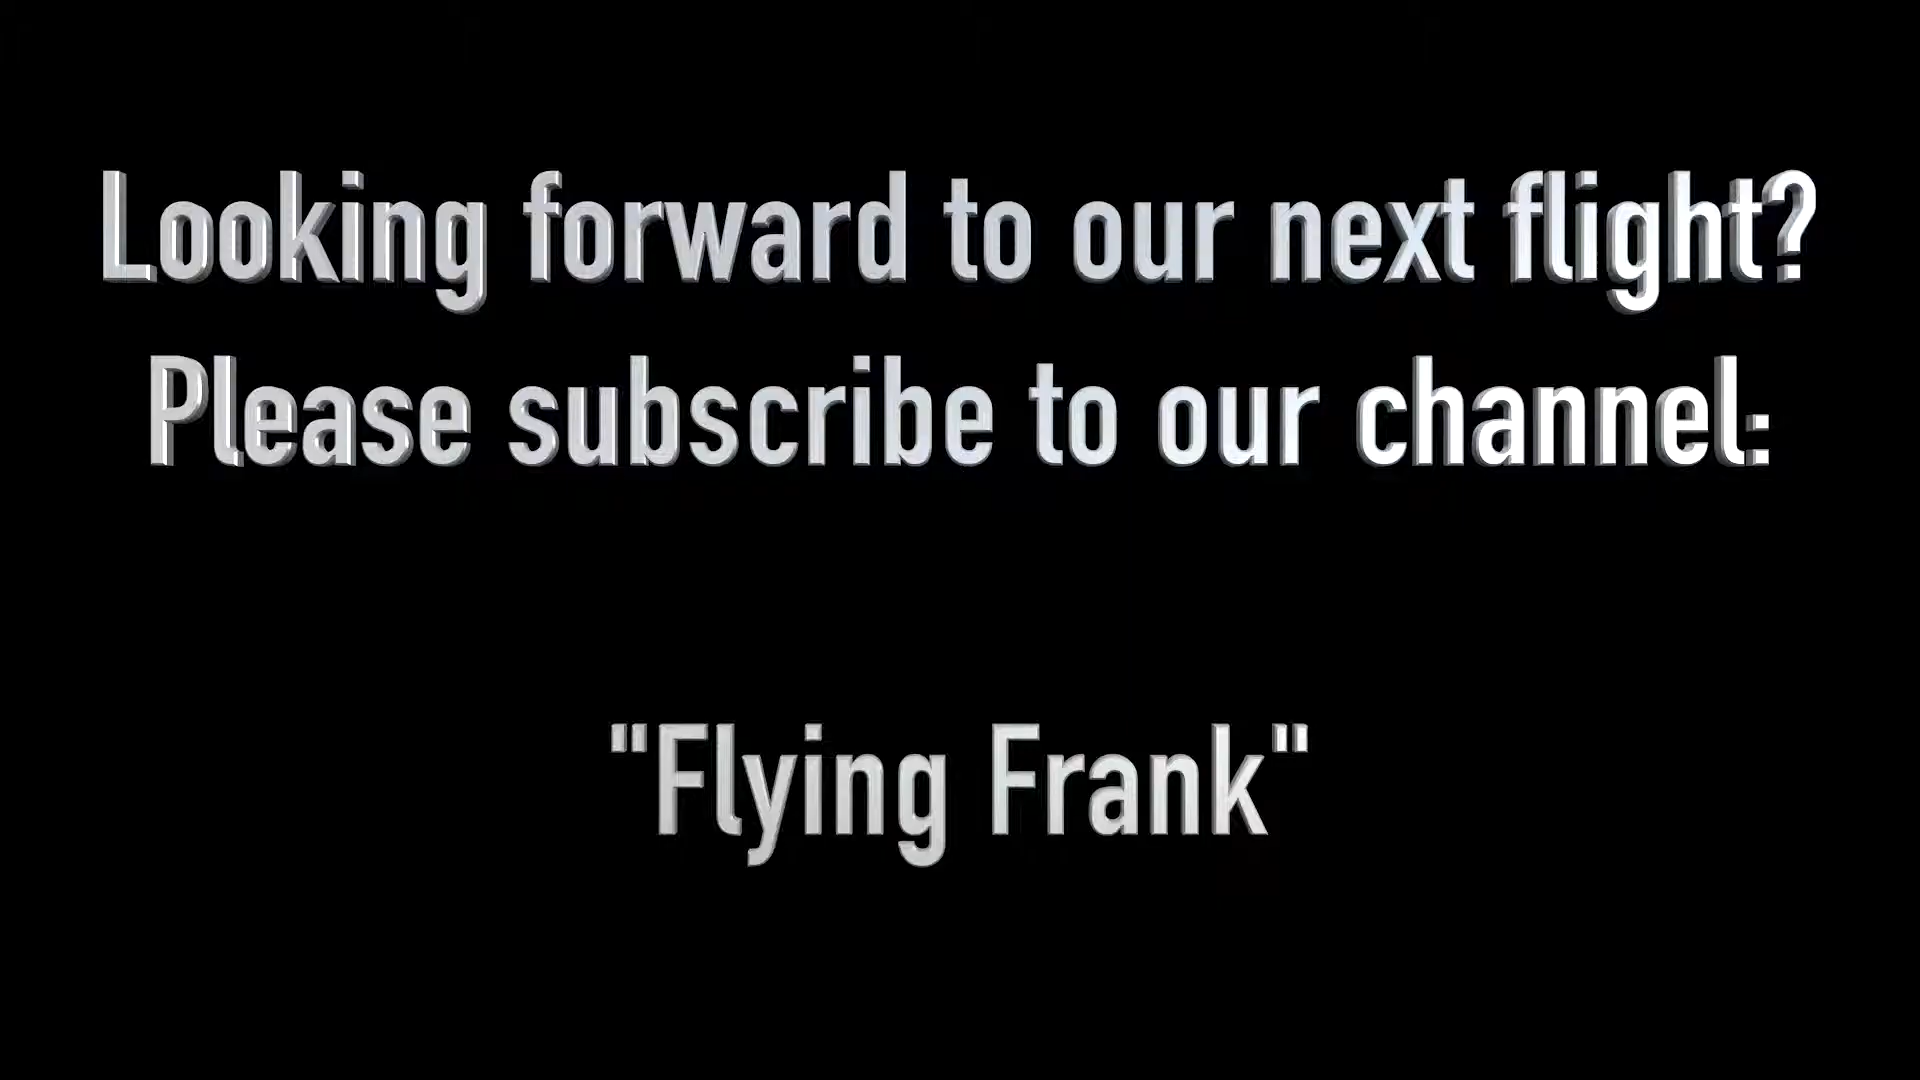 Looking forward to our next flight?
Please subscribe to our channel:
"Flying Frank"